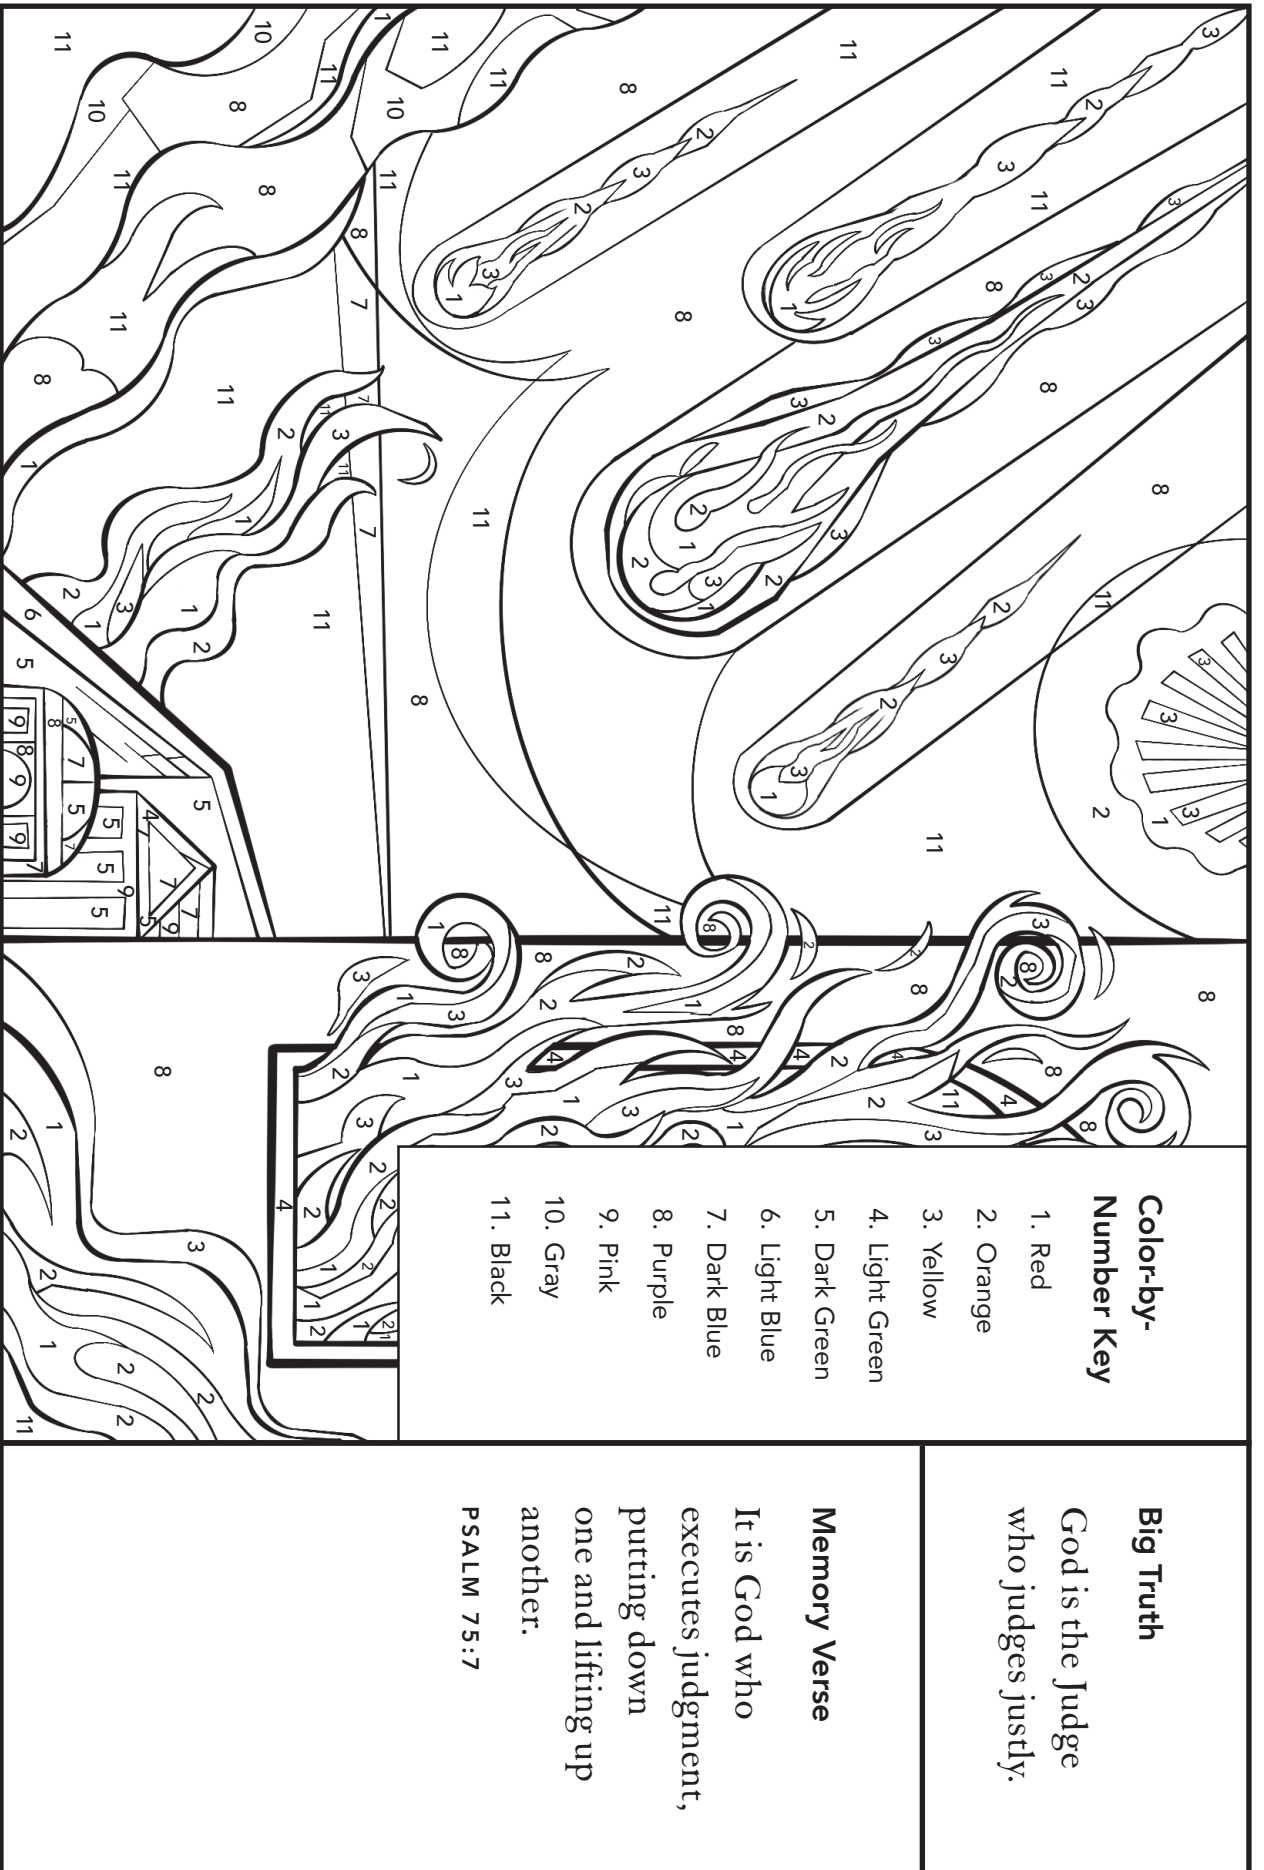 Color-by-
Number Key
1. Red
2. Orange
3. Yellow
4. Light Green
5. Dark Green
6. Light Blue
7. Dark Blue
8. Purple
9. Pink
10. Gray
11. Black
Big Truth
God is the Judge
who judges justly.
Memory Verse
It is God who
executes judgment,
putting down
one and lifting up
another.
PSALM 75:7